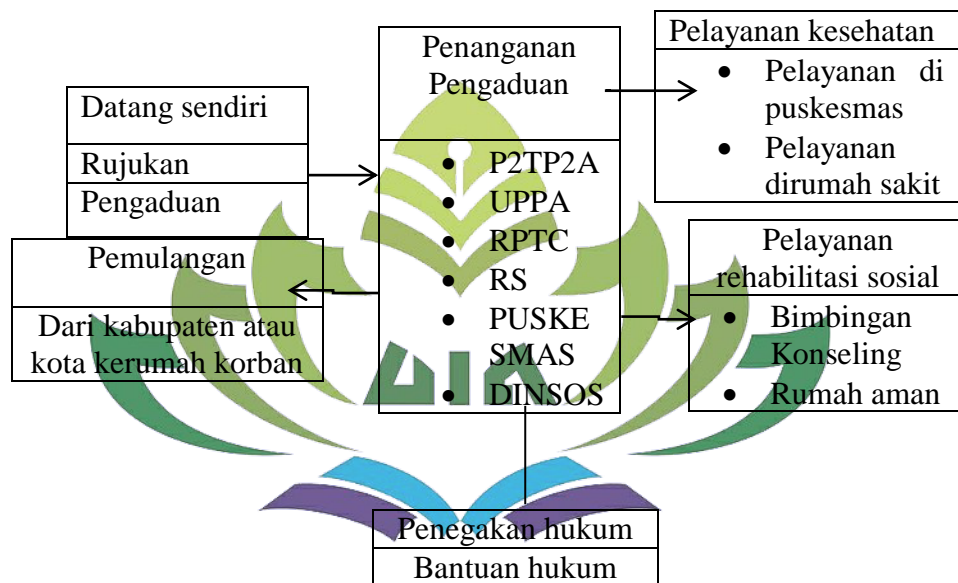 Datang sendiri
Rujukan
Pengaduan
Penanganan
Pengaduan
• P2TP2A
• UPPA
• RPTC
• RS
• PUSKE
SMAS
• DINSOS
Pelayanan kesehatan
• Pelayanan di
puskesmas
• Pelayanan
dirumah sakit
Pelayanan
rehabilitasi sosial
• Bimbingan
Konseling
• Rumah aman
Pemulangan
Dari kabupaten atau
kota kerumah korban
Penegakan hukum
Bantuan hukum